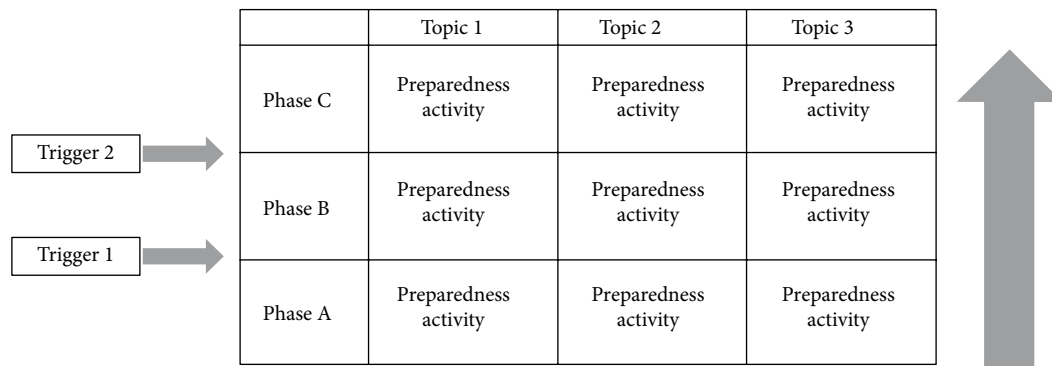 Topic 1 Topic 2 Topic 3
Phase C
Preparedness
activity
Preparedness
activity
Preparedness
activity
Trigger 2
Phase B
Preparedness
activity
Preparedness
activity
Preparedness
activity
Trigger 1
Phase A
Preparedness
activity
Preparedness
activity
Preparedness
activity